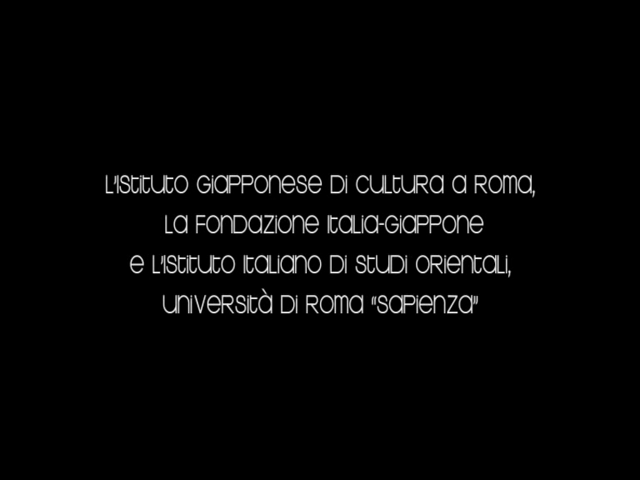 L'Istituto Giapponese di Cultura a Roma,
la Fondazione Italia-Giappone
e l'Istituto Italiano di Studi Orientali,
Università di Roma "Sapienza"